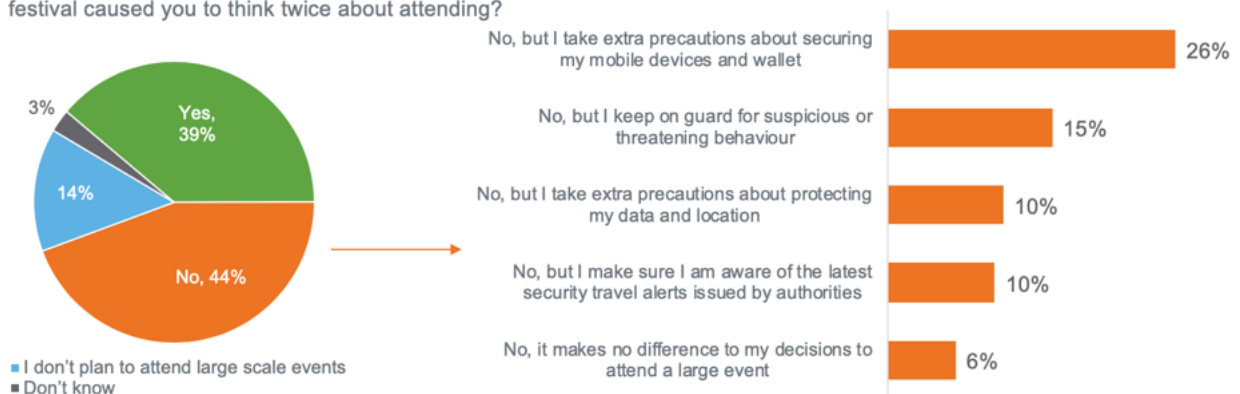 festival caused you to think twice about attending?
3%
Yes,
39%
14%
No, 44%
I don't plan to attend large scale events
Don't know
No, but I take extra precautions about securing
my mobile devices and wallet
26%
No, but I keep on guard for suspicious or
threatening behaviour
15%
No, but I take extra precautions about protecting
my data and location
10%
No, but I make sure I am aware of the latest
security travel alerts issued by authorities
10%
No, it makes no difference to my decisions to
attend a large event
6%